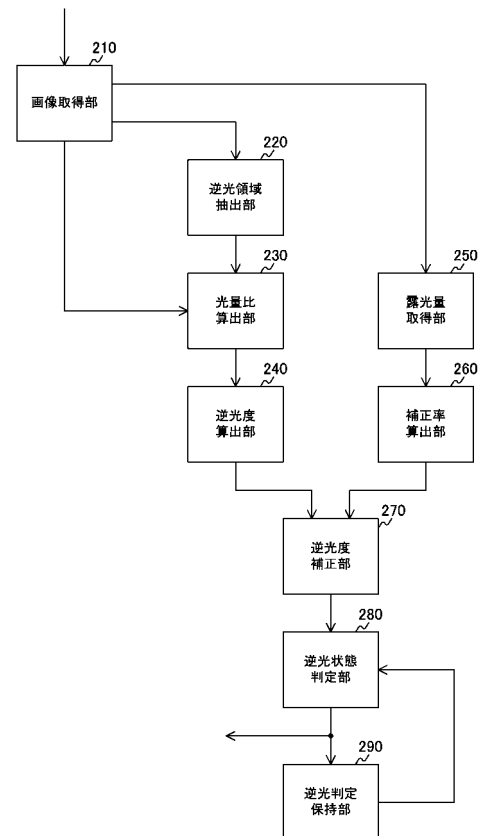 210
画像取得部
220
逆光領域
抽出部
230
光量比
算出部
250
露光量
取得部
240
逆光度
算出部
260
補正率
算出部
270
逆光度
補正部
280
逆光状態
判定部
290
逆光判定
保持部